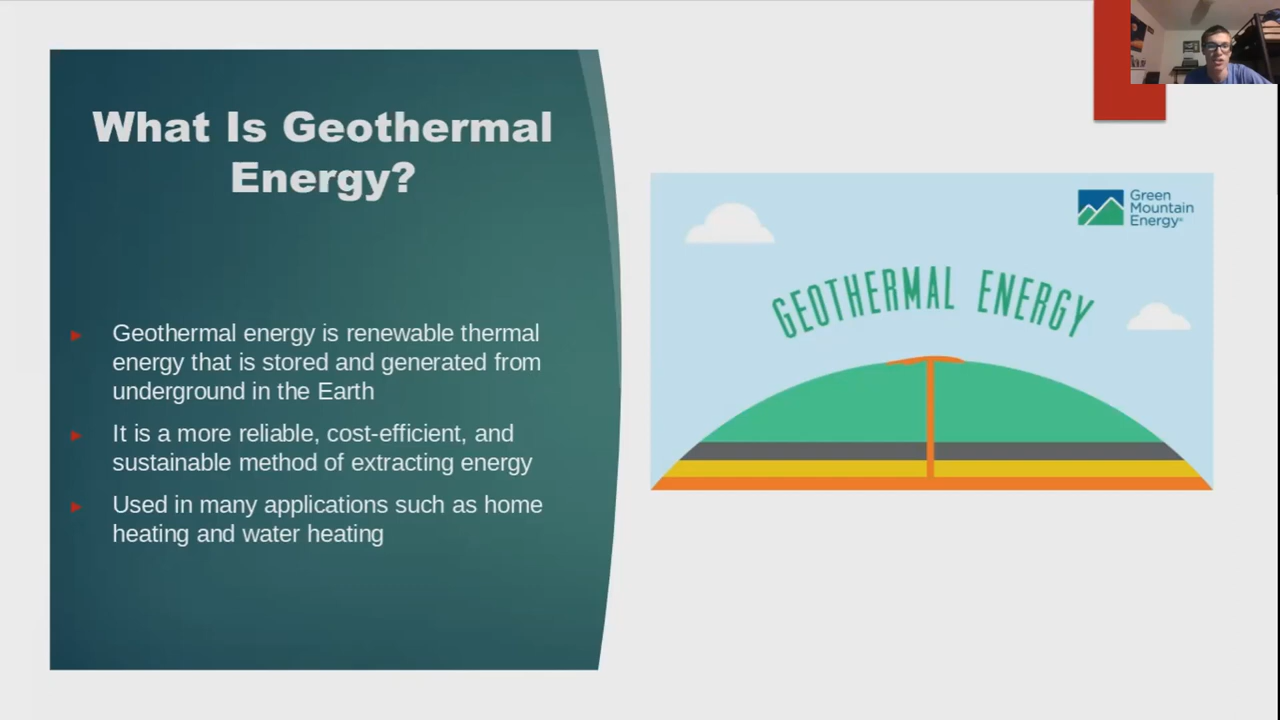 What Is Geothermal
Energy?
Geothermal energy is renewable thermal
energy that is stored and generated from
underground in the Earth
It is a more reliable, cost-efficient, and
sustainable method of extracting energy
Used in many applications such as home
heating and water heating
Green
Mountain
Energy®
GEOTHERMAL ENERGY